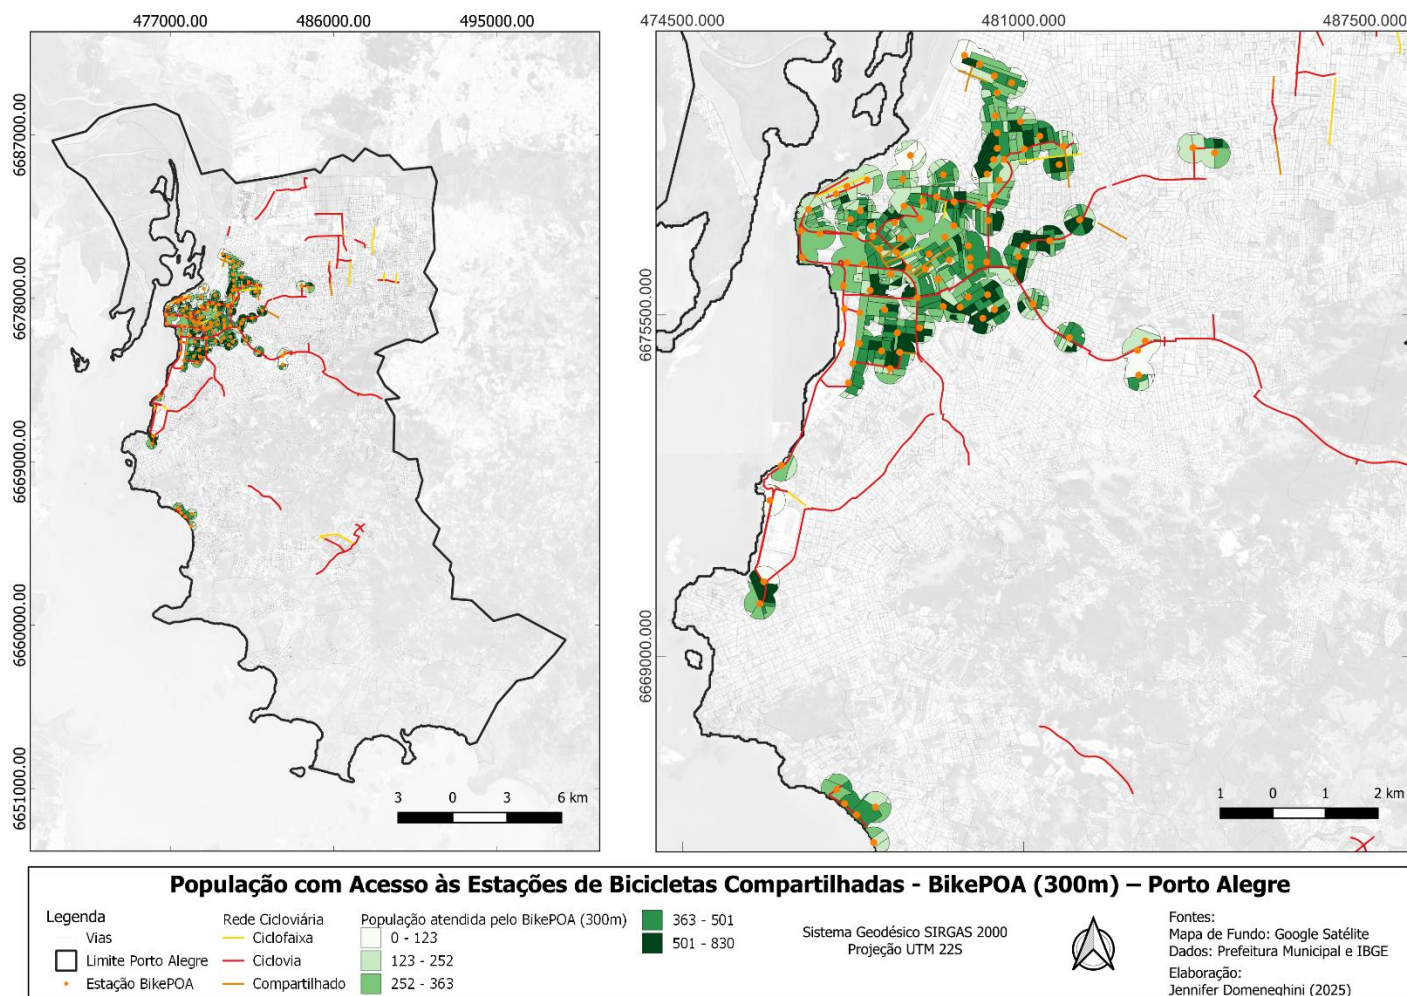 477000.00 486000.00 495000.00
474500.000 481000.000 487500.000
6687000.00
6678000.00
6669000.00
6660000.00
6651000.00
6675500.000
6669000.000
3 0 3 6 km
1 0 1 2 km
População com Acesso às Estações de Bicicletas Compartilhadas - BikePOA (300m) – Porto Alegre
Legenda
Vias
Limite Porto Alegre
Estação BikePOA
Rede Cicloviária
Ciclofaixa
Ciclovia
Compartilhado
População atendida pelo BikePOA (300m)
0 - 123
123 - 252
252 - 363
363 - 501
501 - 830
Sistema Geodésico SIRGAS 2000
Projeção UTM 22S
Fontes:
Mapa de Fundo: Google Satélite
Dados: Prefeitura Municipal e IBGE
Elaboração:
Jennifer Domeneghini (2025)